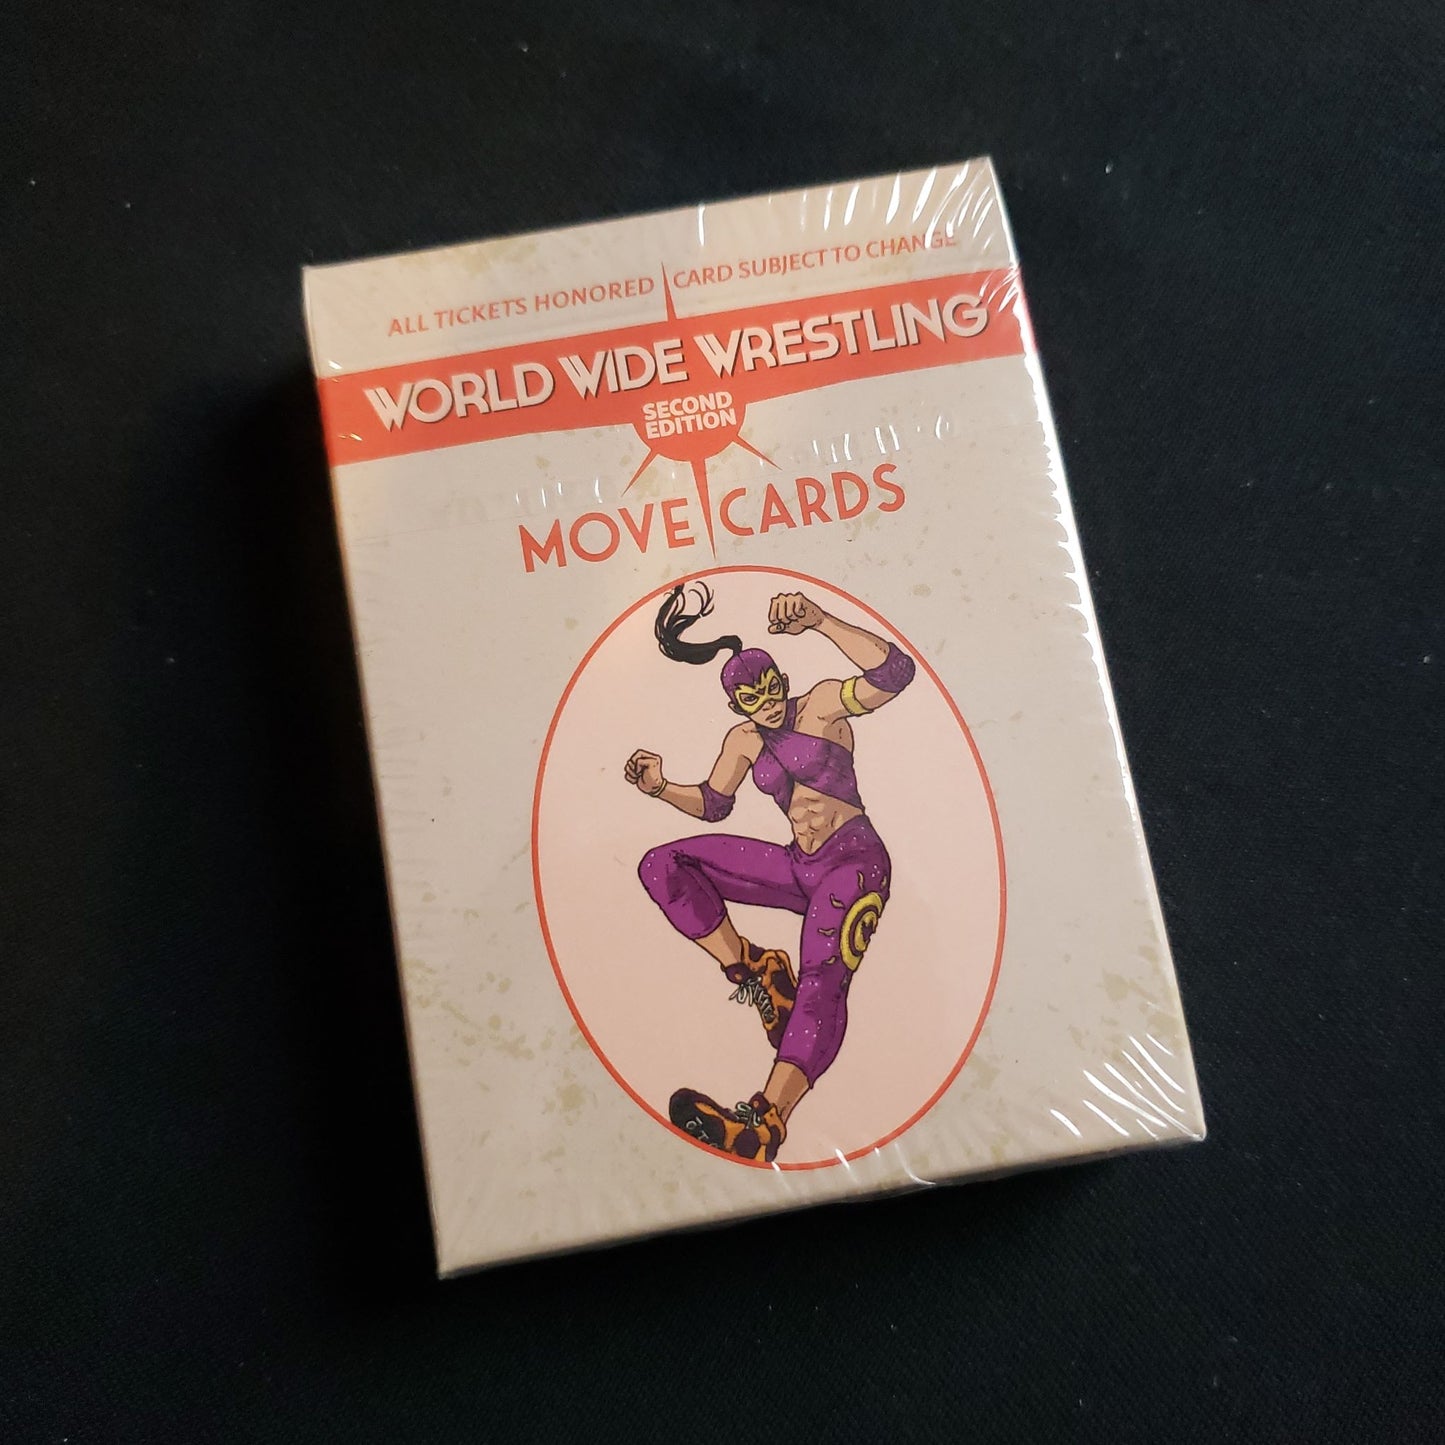 ALL TICKETS HONORED CARD SUBJECT TO CHANGE
WORLD WIDE WRESTLING
SECOND
EDITION
MOVE CARDS